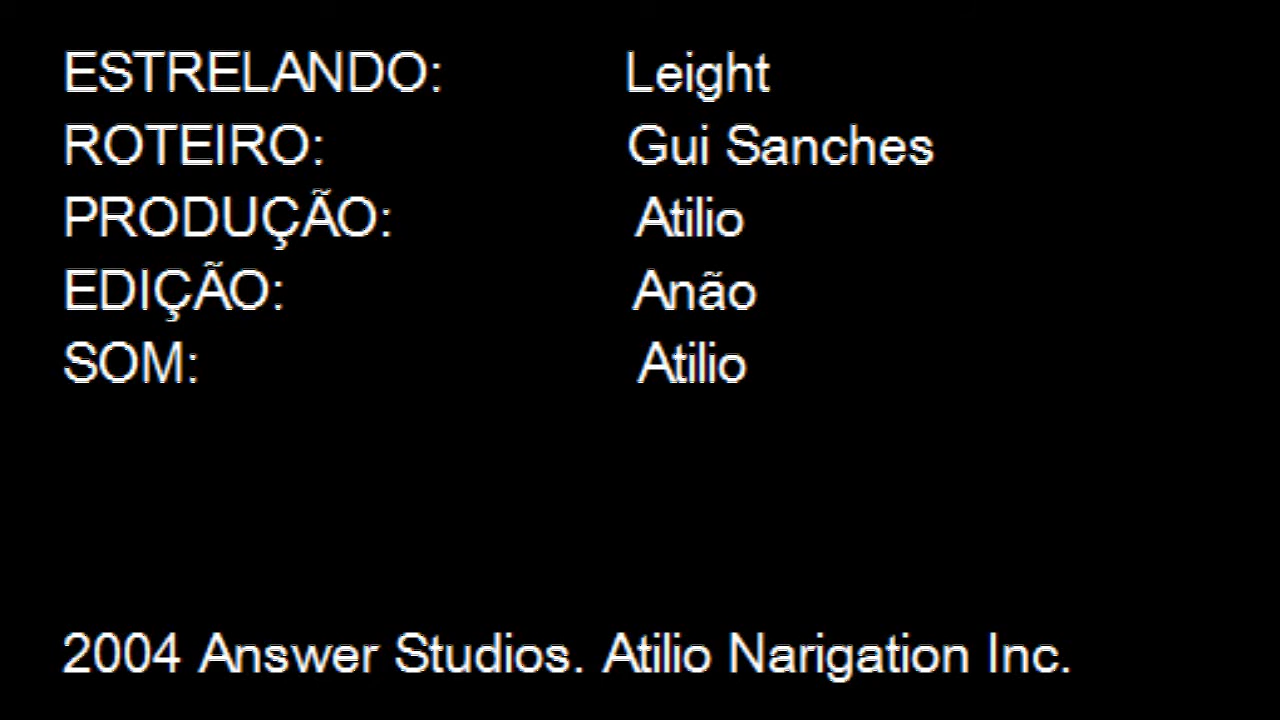 ESTRELANDO: Leight
ROTEIRO: Gui Sanches
PRODUÇÃO: Atilio
EDIÇÃO: Anão
SOM: Atilio
2004 Answer Studios. Atilio Narigation Inc.